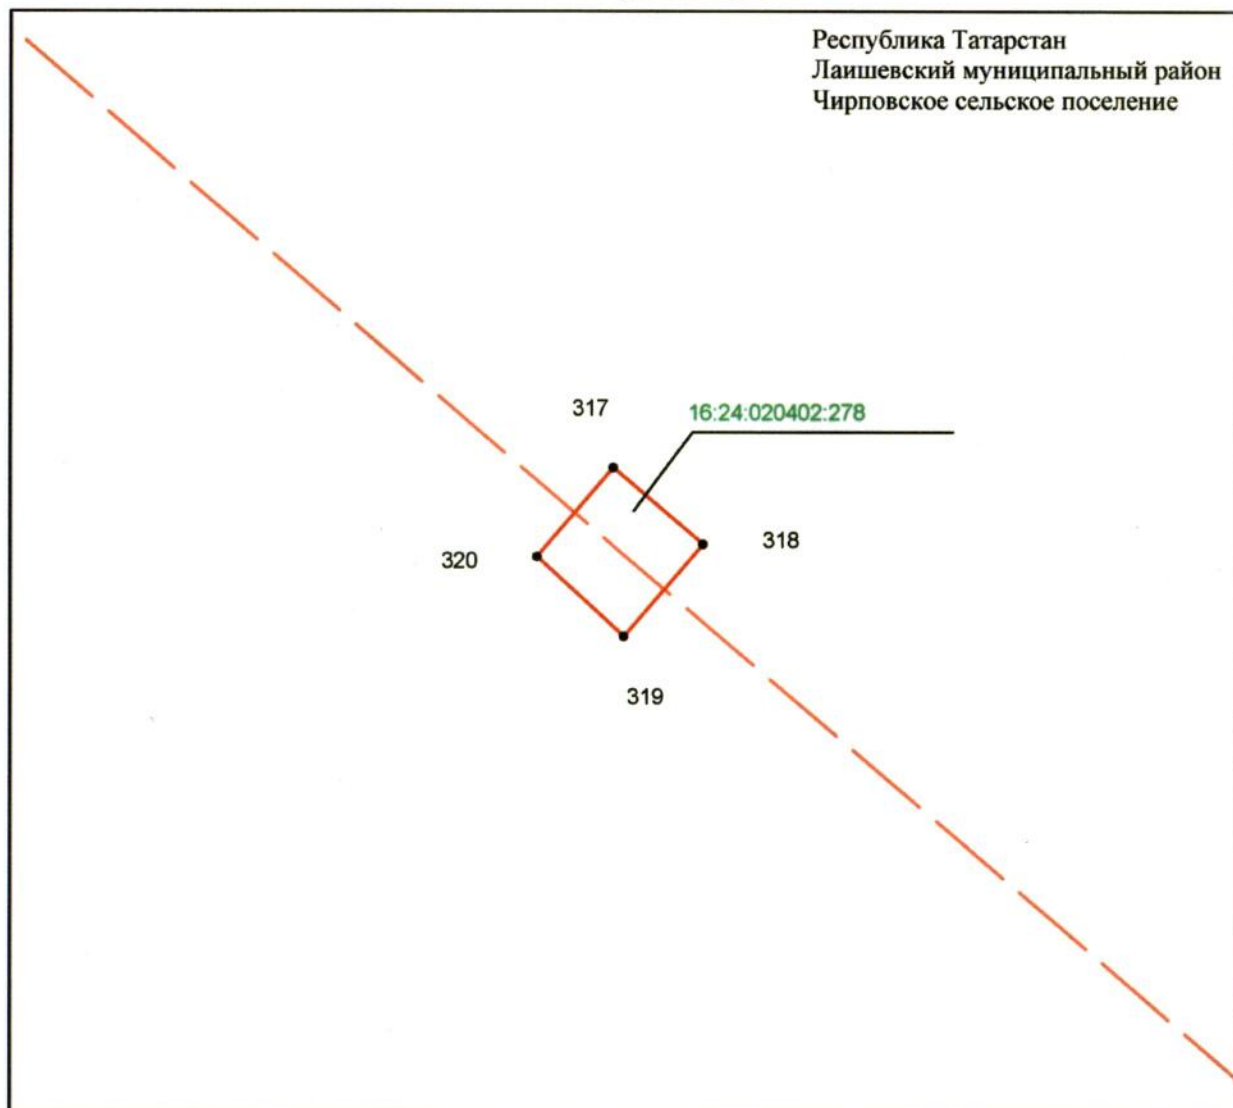 Республика Татарстан
Лаишевский муниципальный район
Чирповское сельское поселение
317
16:24:020402:278
318
320
319